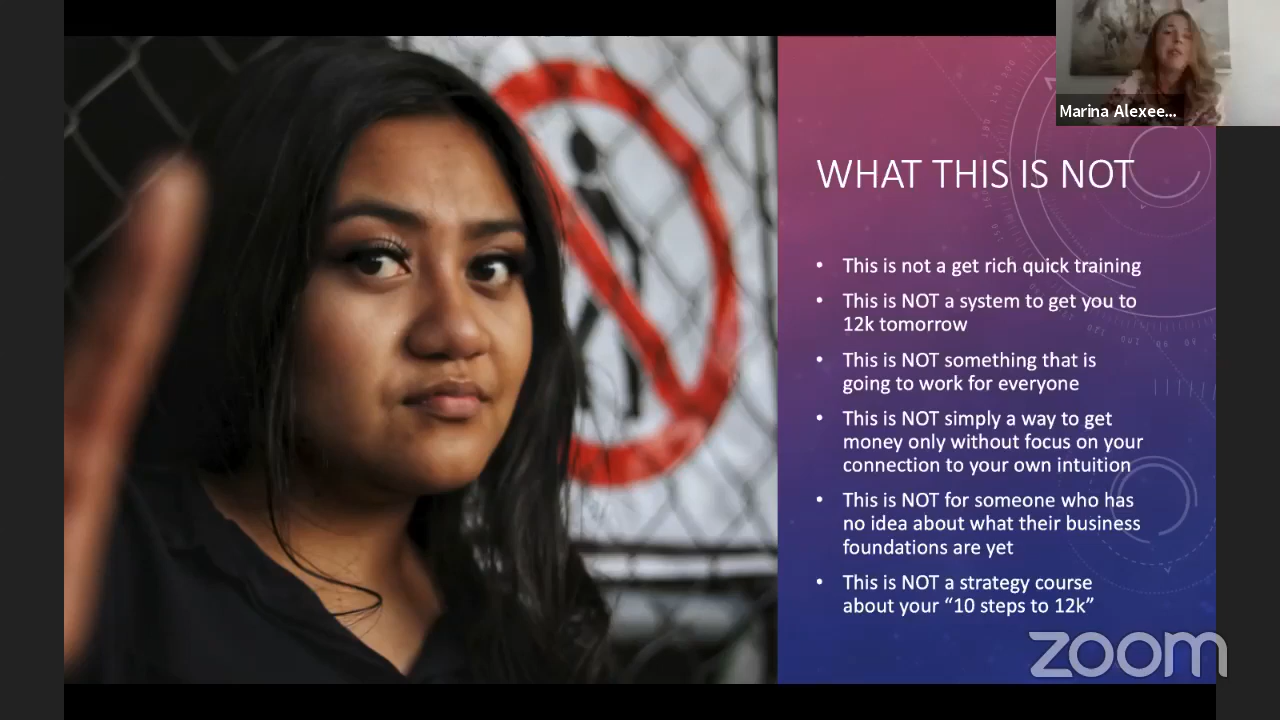 Marina Alexee...
WHAT THIS IS NOT
• This is not a get rich quick training
• This is NOT a system to get you to
12k tomorrow
• This is NOT something that is
going to work for everyone
• This is NOT simply a way to get
money only without focus on your
connection to your own intuition
• This is NOT for someone who has
no idea about what their business
foundations are yet
• This is NOT a strategy course
about your “10 steps to 12k”
zoom